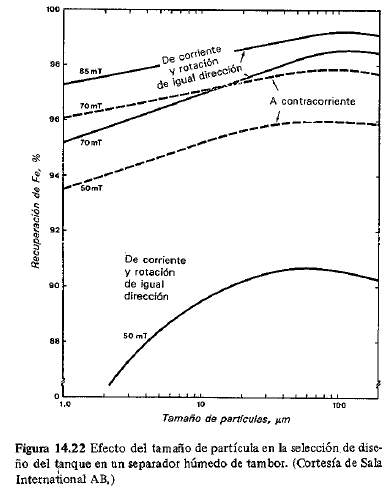 100
98
96
94
90
88
0
Recuperación de Fe, %
85 mT
70 mT
70 mT
50 mT
50 mT
De corriente
y rotación
de igual
dirección
A contracorriente
De corriente
y rotación
de igual
dirección
1.0
10
100
Tamaño de partículas, μm
Figura 14.22 Efecto del tamaño de partícula en la selección de dise-
ño del tanque en un separador húmedo de tambor. (Cortesía de Sala
International AB,)